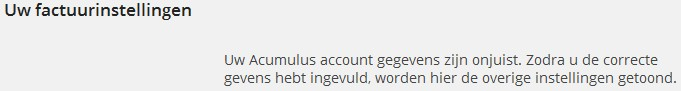 Uw factuurinstellingen
Uw Acumulus account gegevens zijn onjuist. Zodra u de correcte
gevens hebt ingevuld, worden hier de overige instellingen getoond.